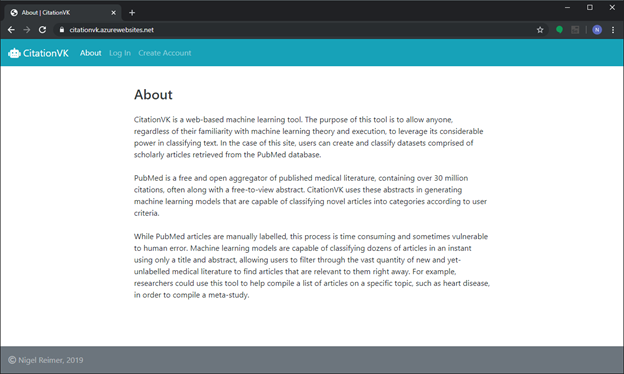 About | CitationVK
citationvk.azurewebsites.net
N
CitationVK About Log In Create Account
About
CitationVK is a web-based machine learning tool. The purpose of this tool is to allow anyone,
regardless of their familiarity with machine learning theory and execution, to leverage its considerable
power in classifying text. In the case of this site, users can create and classify datasets comprised of
scholarly articles retrieved from the PubMed database.
PubMed is a free and open aggregator of published medical literature, containing over 30 million
citations, often along with a free-to-view abstract. CitationVK uses these abstracts in generating
machine learning models that are capable of classifying novel articles into categories according to user
criteria.
While PubMed articles are manually labelled, this process is time consuming and sometimes vulnerable
to human error. Machine learning models are capable of classifying dozens of articles in an instant
using only a title and abstract, allowing users to filter through the vast quantity of new and yet-
unlabelled medical literature to find articles that are relevant to them right away. For example,
researchers could use this tool to help compile a list of articles on a specific topic, such as heart disease,
in order to compile a meta-study.
© Nigel Reimer, 2019